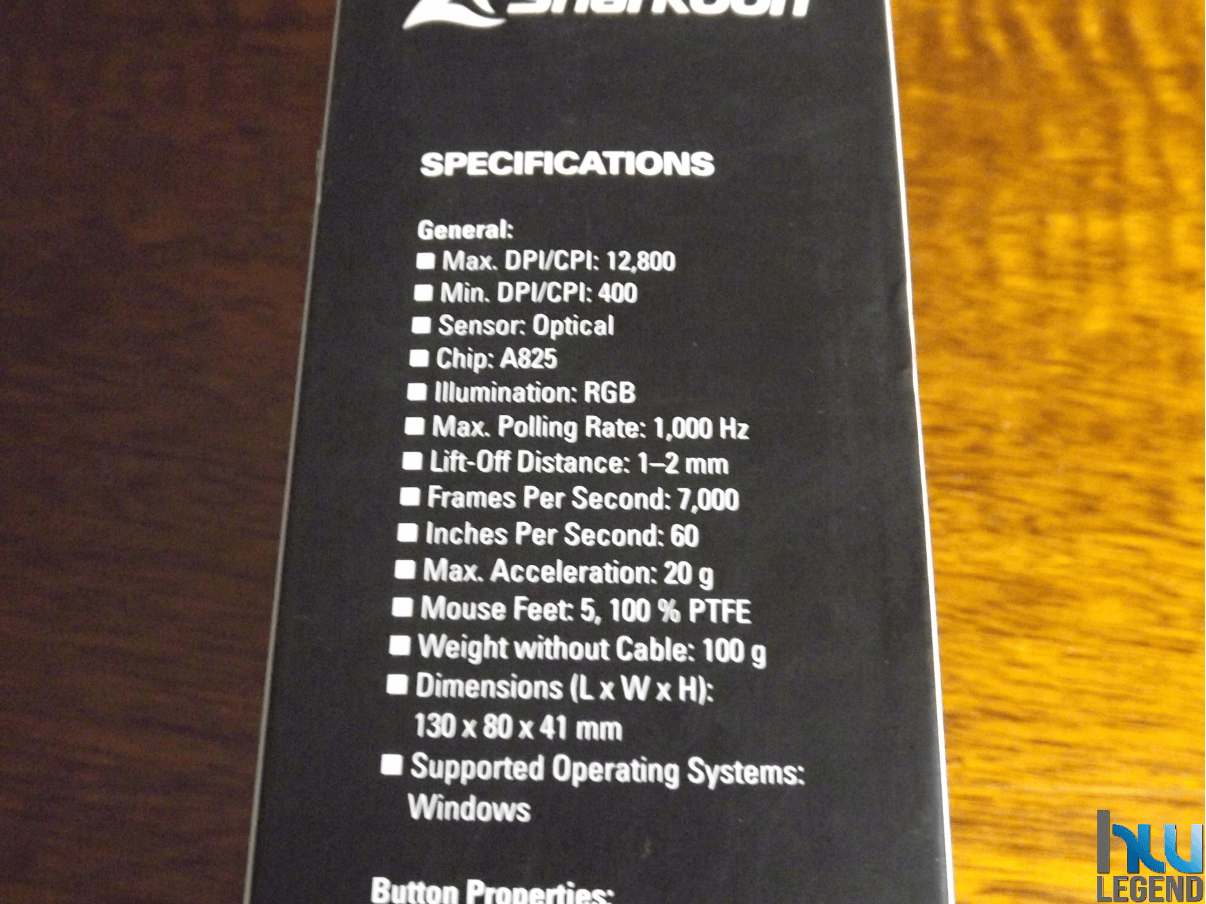 Sharkoon
SPECIFICATIONS
General:
■ Max. DPI/CPI: 12,800
■ Min. DPI/CPI: 400
■ Sensor: Optical
■ Chip: A825
■ Illumination: RGB
■ Max. Polling Rate: 1,000 Hz
■ Lift-Off Distance: 1–2 mm
■ Frames Per Second: 7,000
■ Inches Per Second: 60
■ Max. Acceleration: 20 g
■ Mouse Feet: 5, 100 % PTFE
■ Weight without Cable: 100 g
■ Dimensions (L x W x H):
130 x 80 x 41 mm
■ Supported Operating Systems:
Windows
Button Properties:
LEGEND